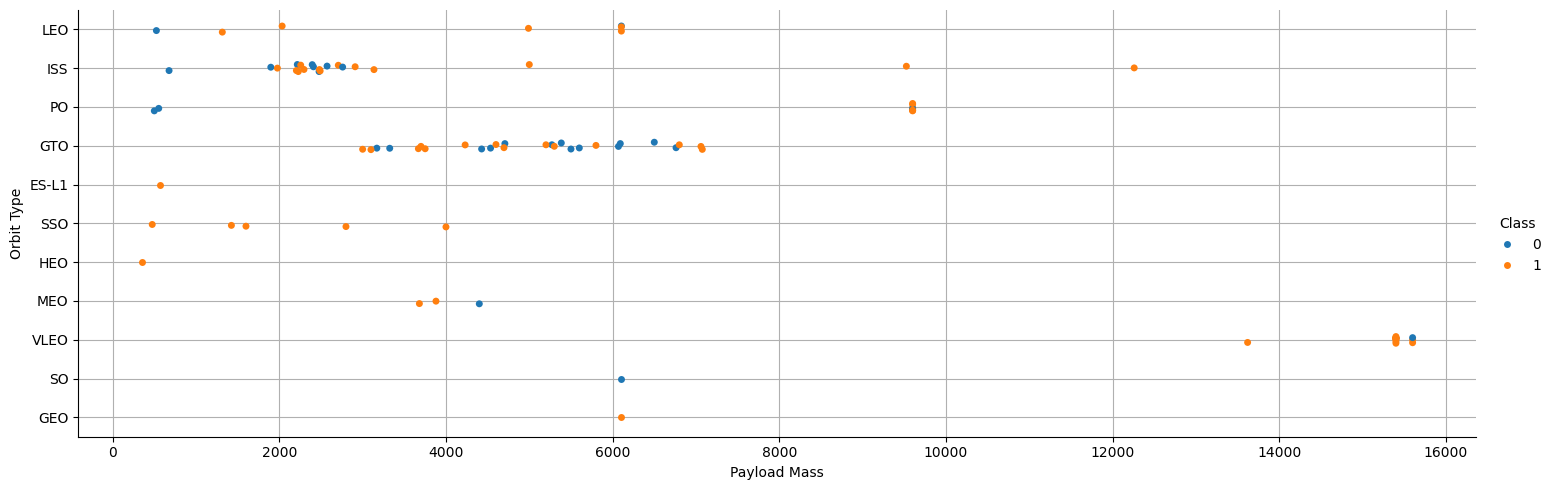 Orbit Type
LEO
ISS
PO
GTO
ES-L1
SSO
HEO
MEO
VLEO
SO
GEO
0 2000 4000 6000 8000 10000 12000 14000 16000
Payload Mass
Class
0
1